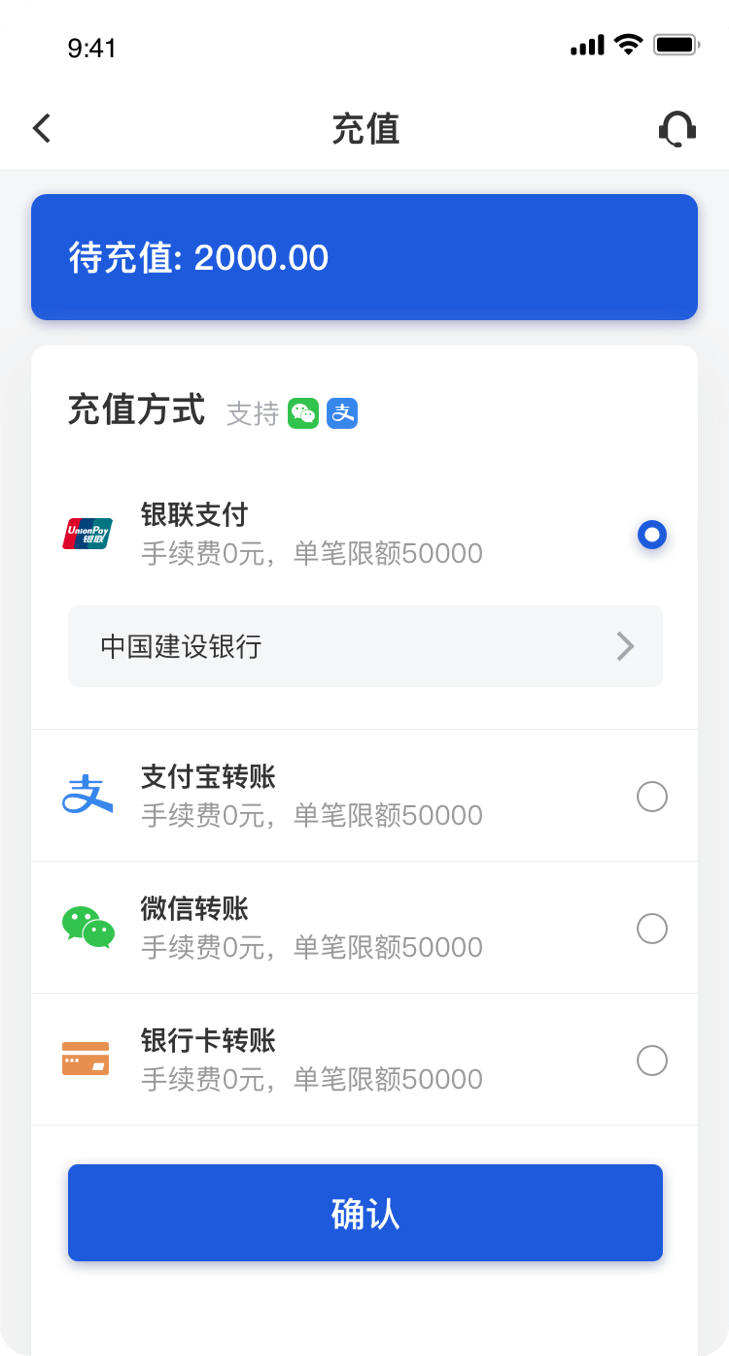 9:41
充值
待充值: 2000.00
充值方式 支持 支
UnionPay
银联
银联支付
手续费0元，单笔限额50000
中国建设银行
支
支付宝转账
手续费0元，单笔限额50000
微信转账
手续费0元，单笔限额50000
银行卡转账
手续费0元，单笔限额50000
确认